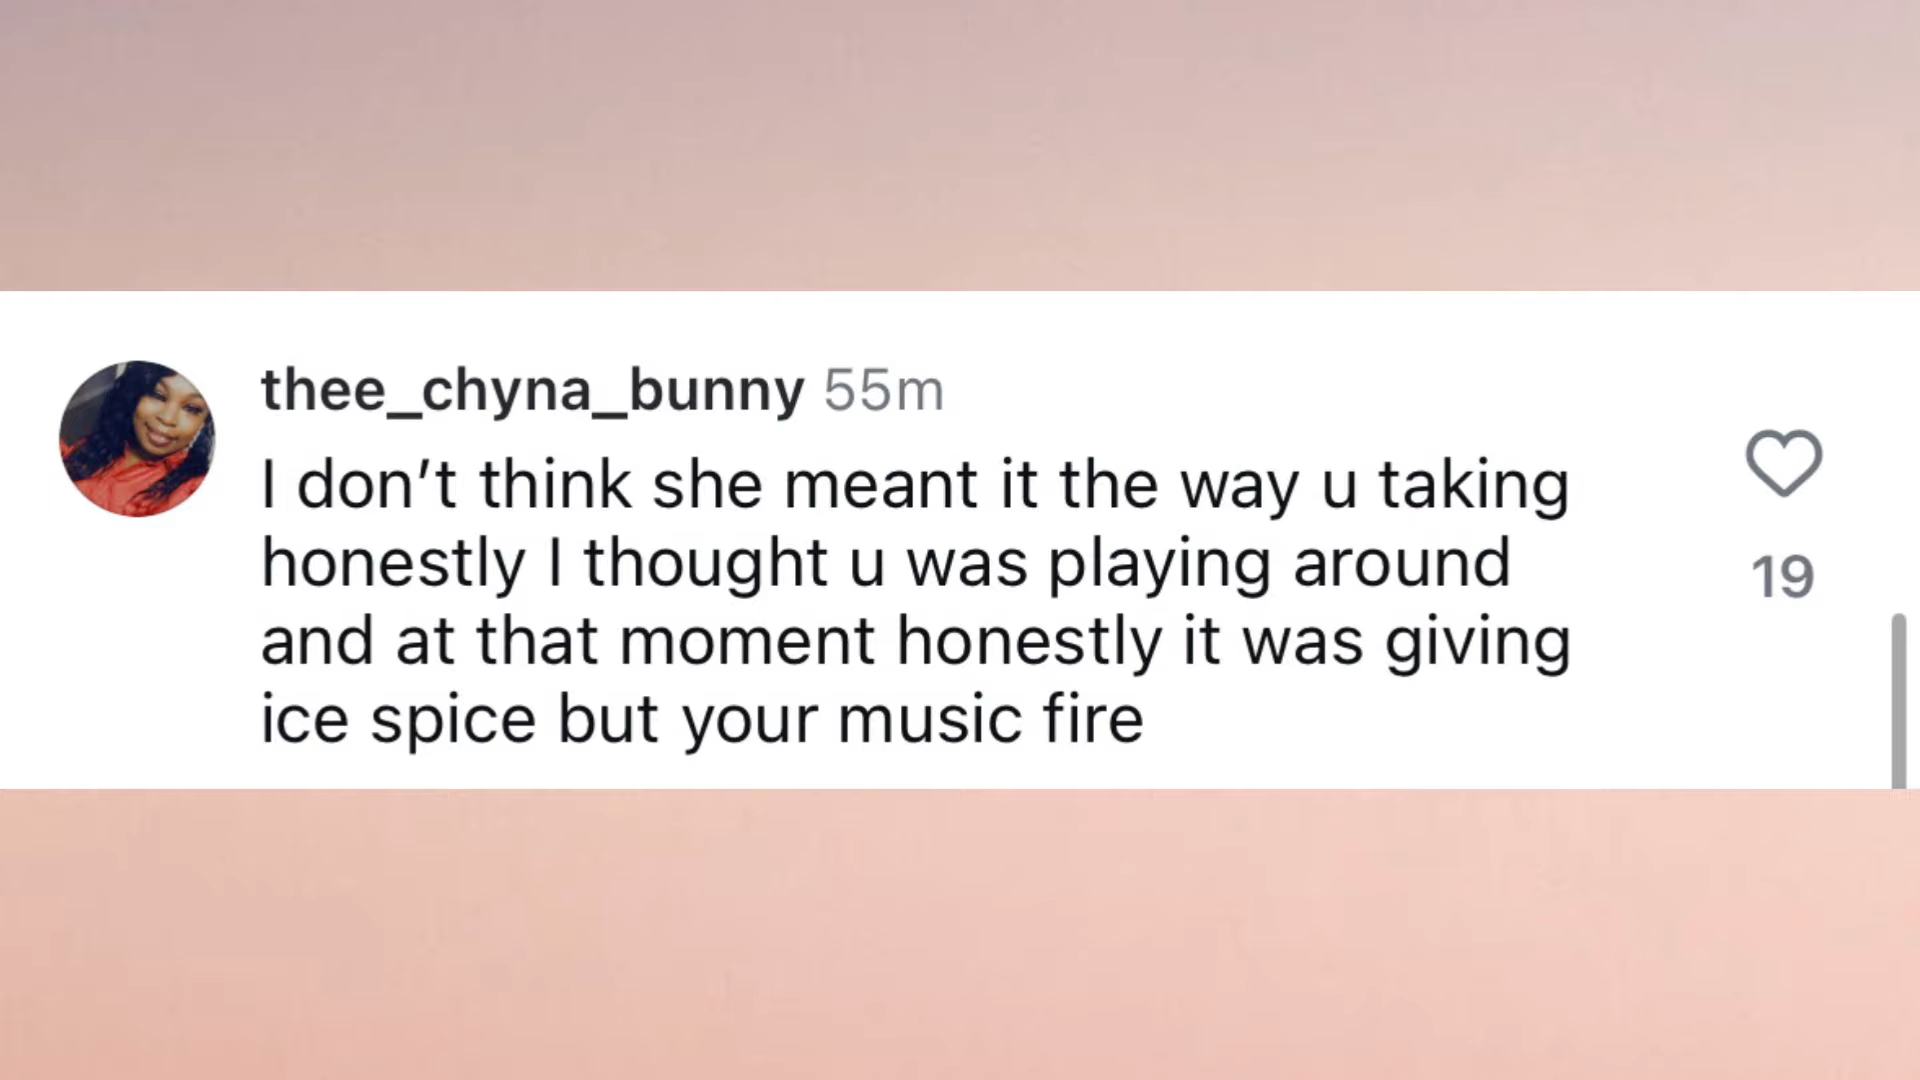 thee_chyna_bunny 55m
I don’t think she meant it the way u taking
honestly I thought u was playing around
and at that moment honestly it was giving
ice spice but your music fire
19